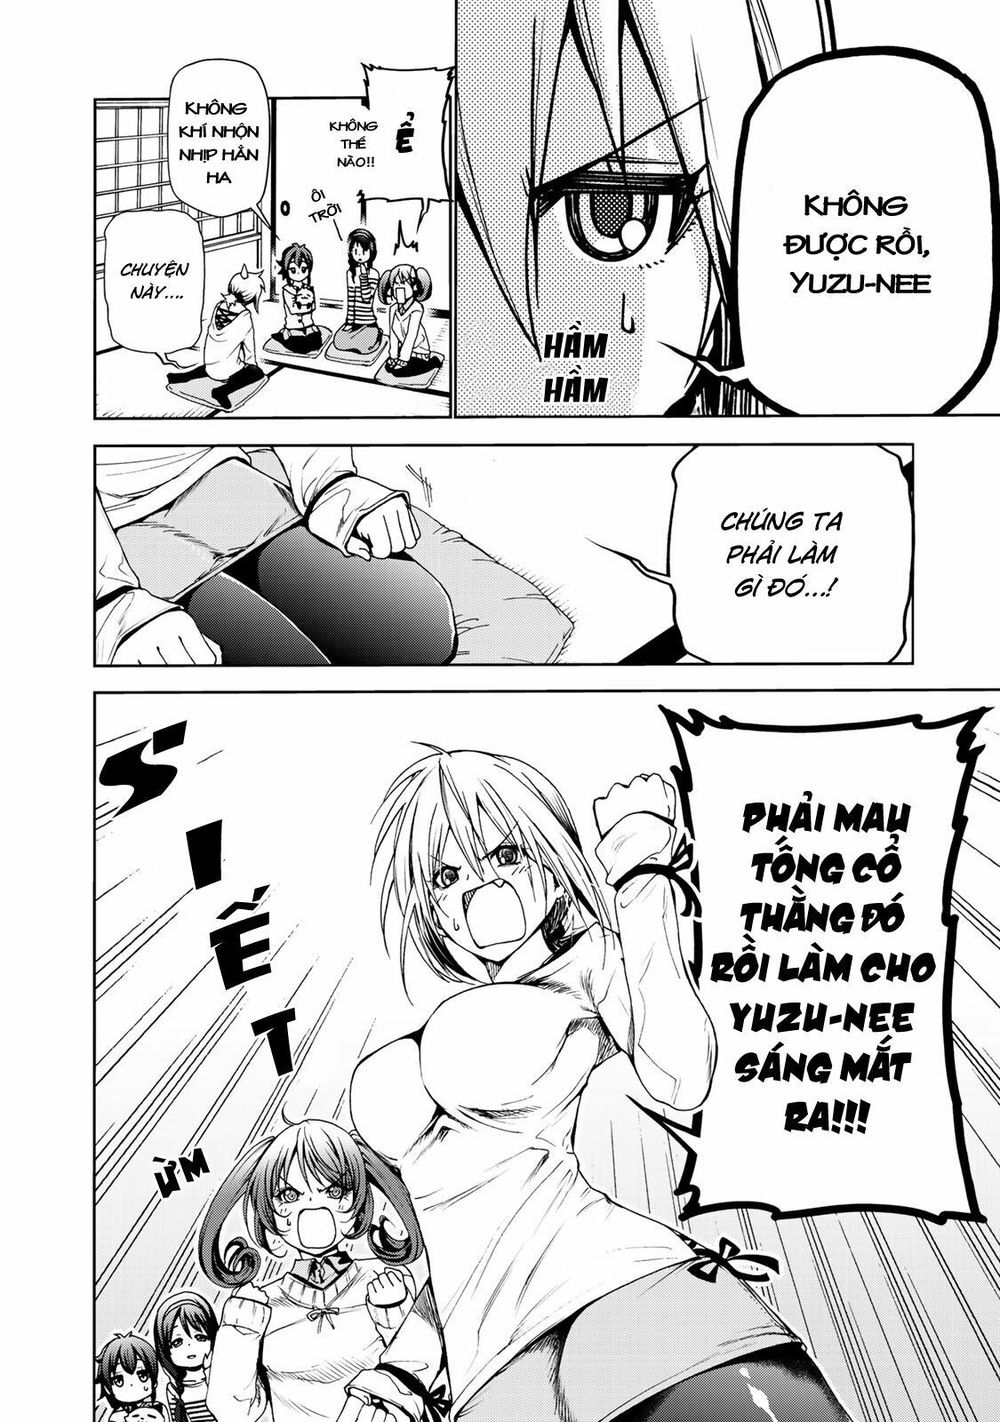 KHÔNG
ĐƯỢC RỒI,
YUZU-NEE
HẦM
HẦM
Ể
KHÔNG
THỂ
NÀO!!
ÔI
TRỜI
KHÔNG
KHÍ NHỘN
NHỊP HẲN
HA
CHUYỆN
NÀY....
CHÚNG TA
PHẢI LÀM
GÌ ĐÓ...!
PHẢI MAU
TỐNG CỔ
THẰNG ĐÓ
RỒI LÀM CHO
YUZU-NEE
SÁNG MẮT
RA!!!
SIẾT
ỪM